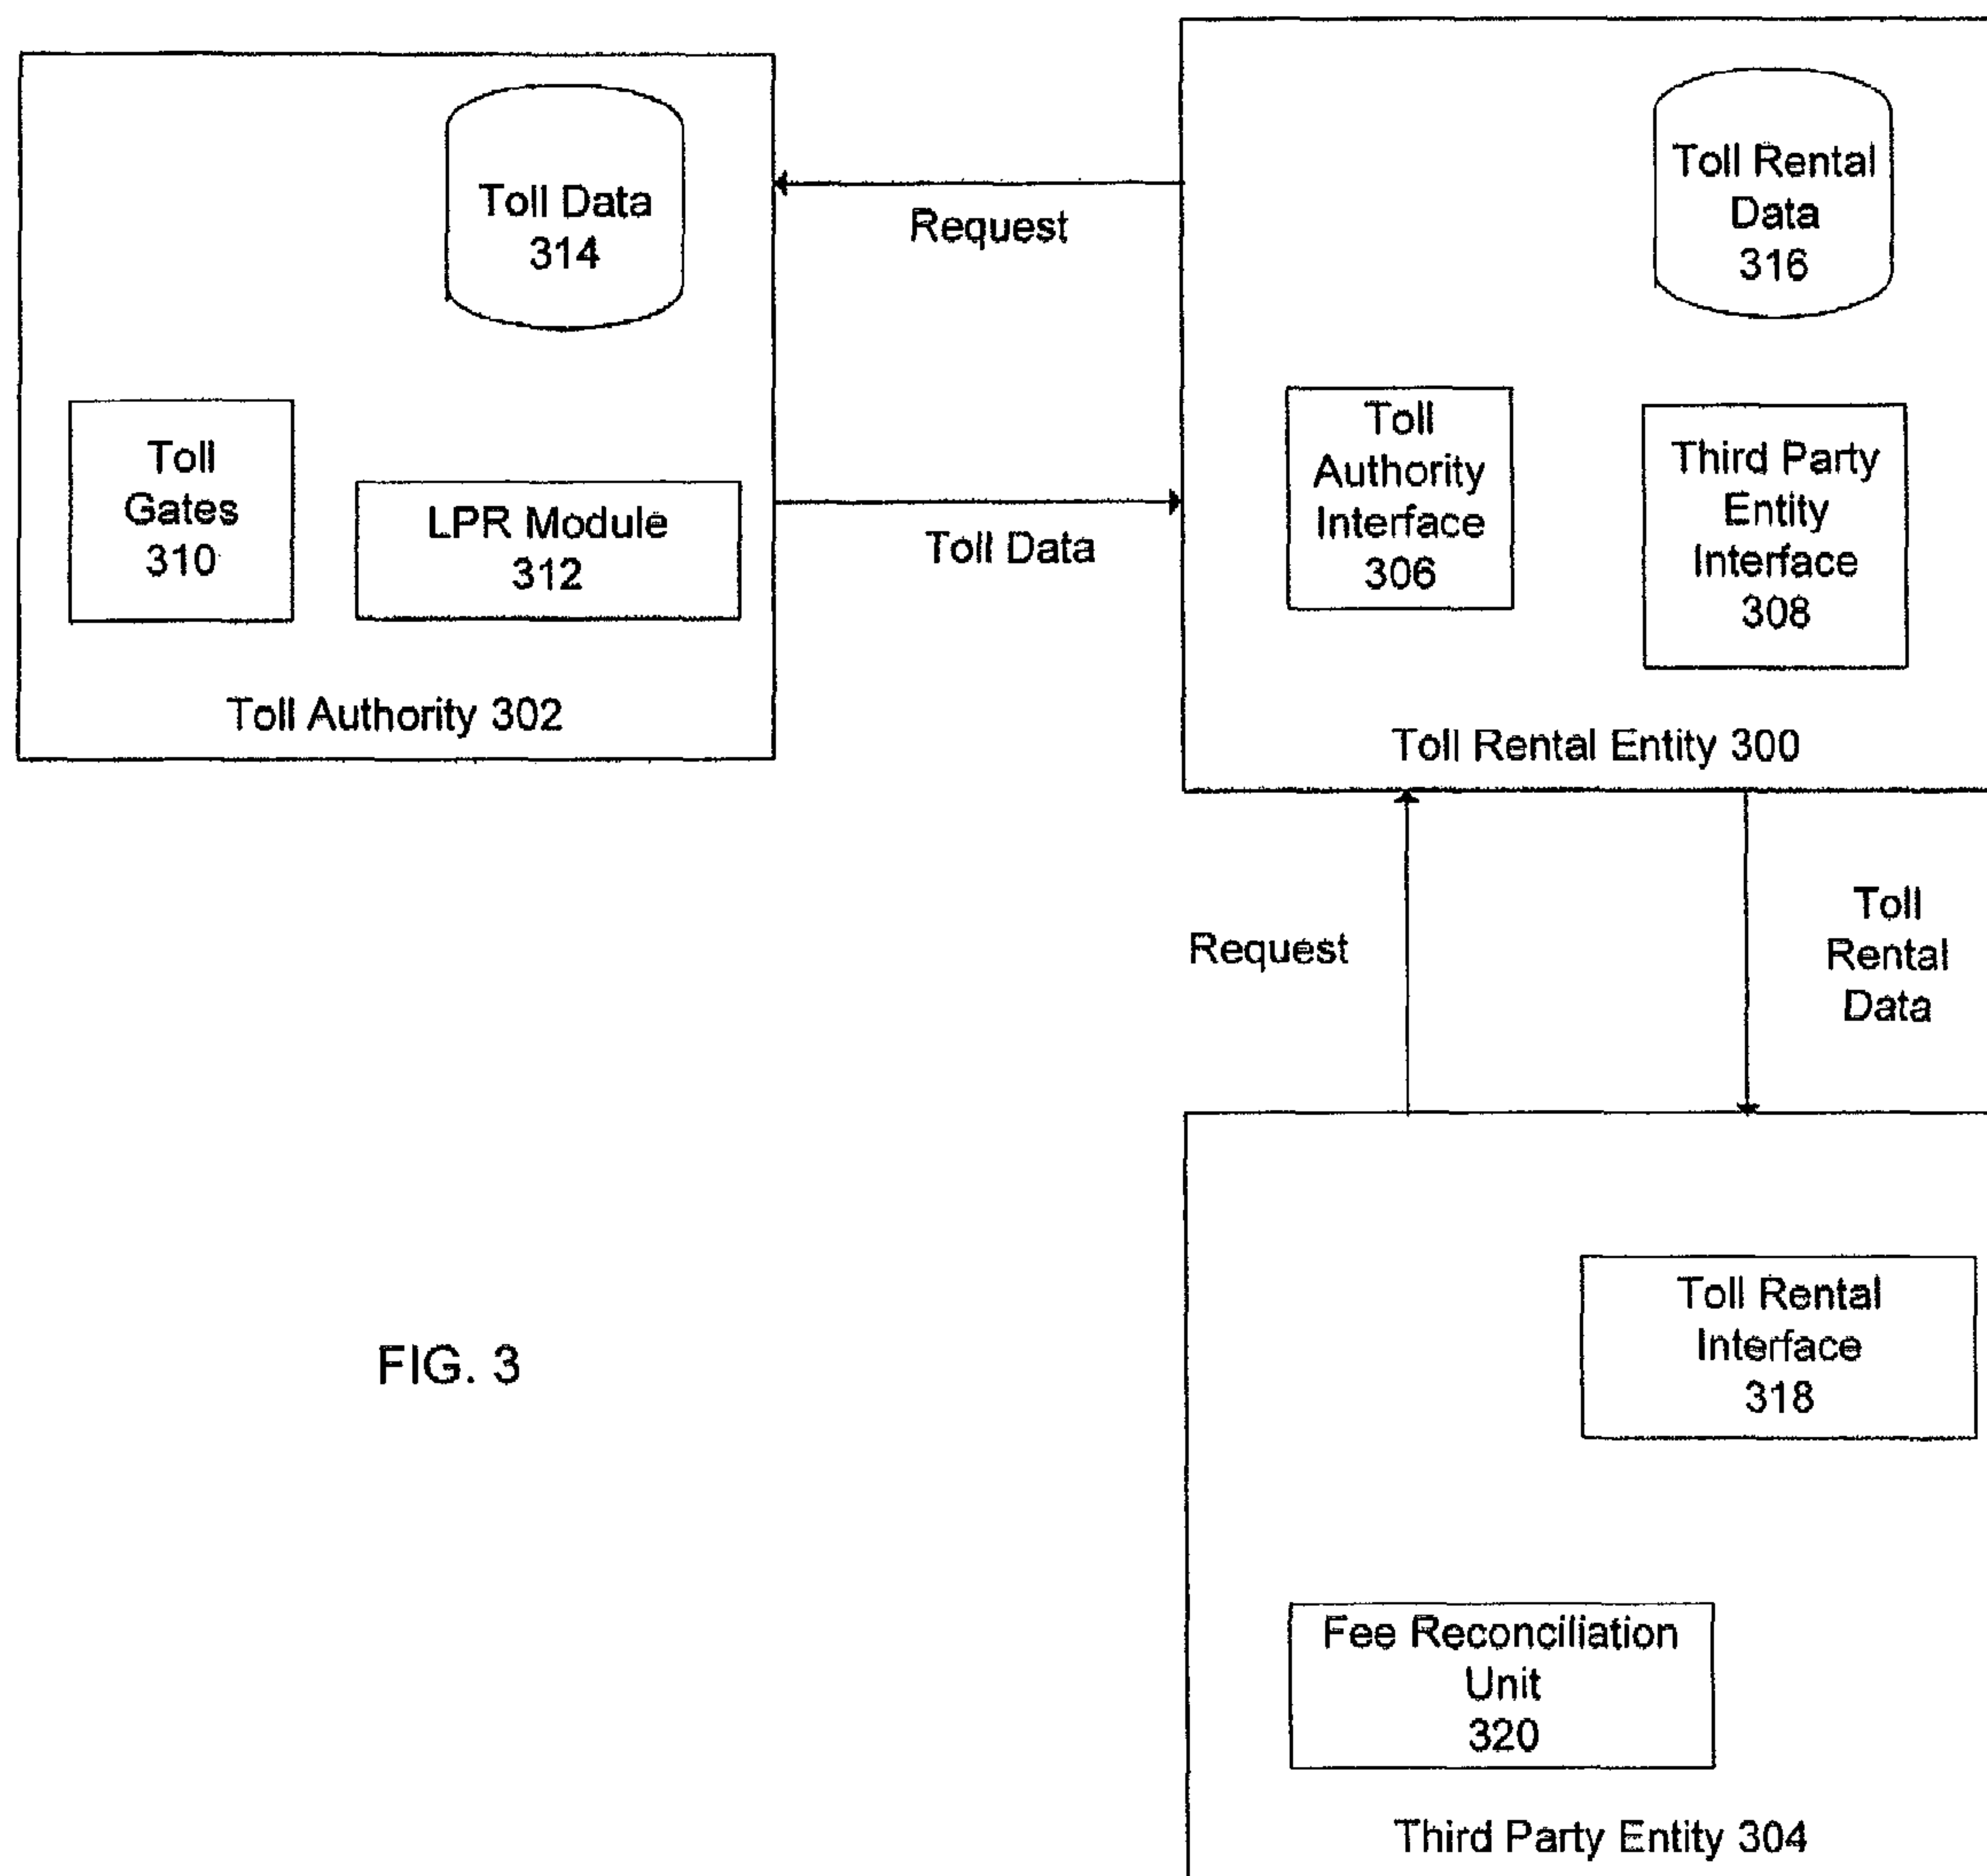 Toll Data
314
Toll
Gates
310
LPR Module
312
Toll Authority 302
Request
Toll Data
Toll Rental
Data
316
Toll
Authority
Interface
306
Third Party
Entity
Interface
308
Toll Rental Entity 300
Request
Toll
Rental
Data
Toll Rental
Interface
318
Fee Reconciliation
Unit
320
Third Party Entity 304
FIG. 3